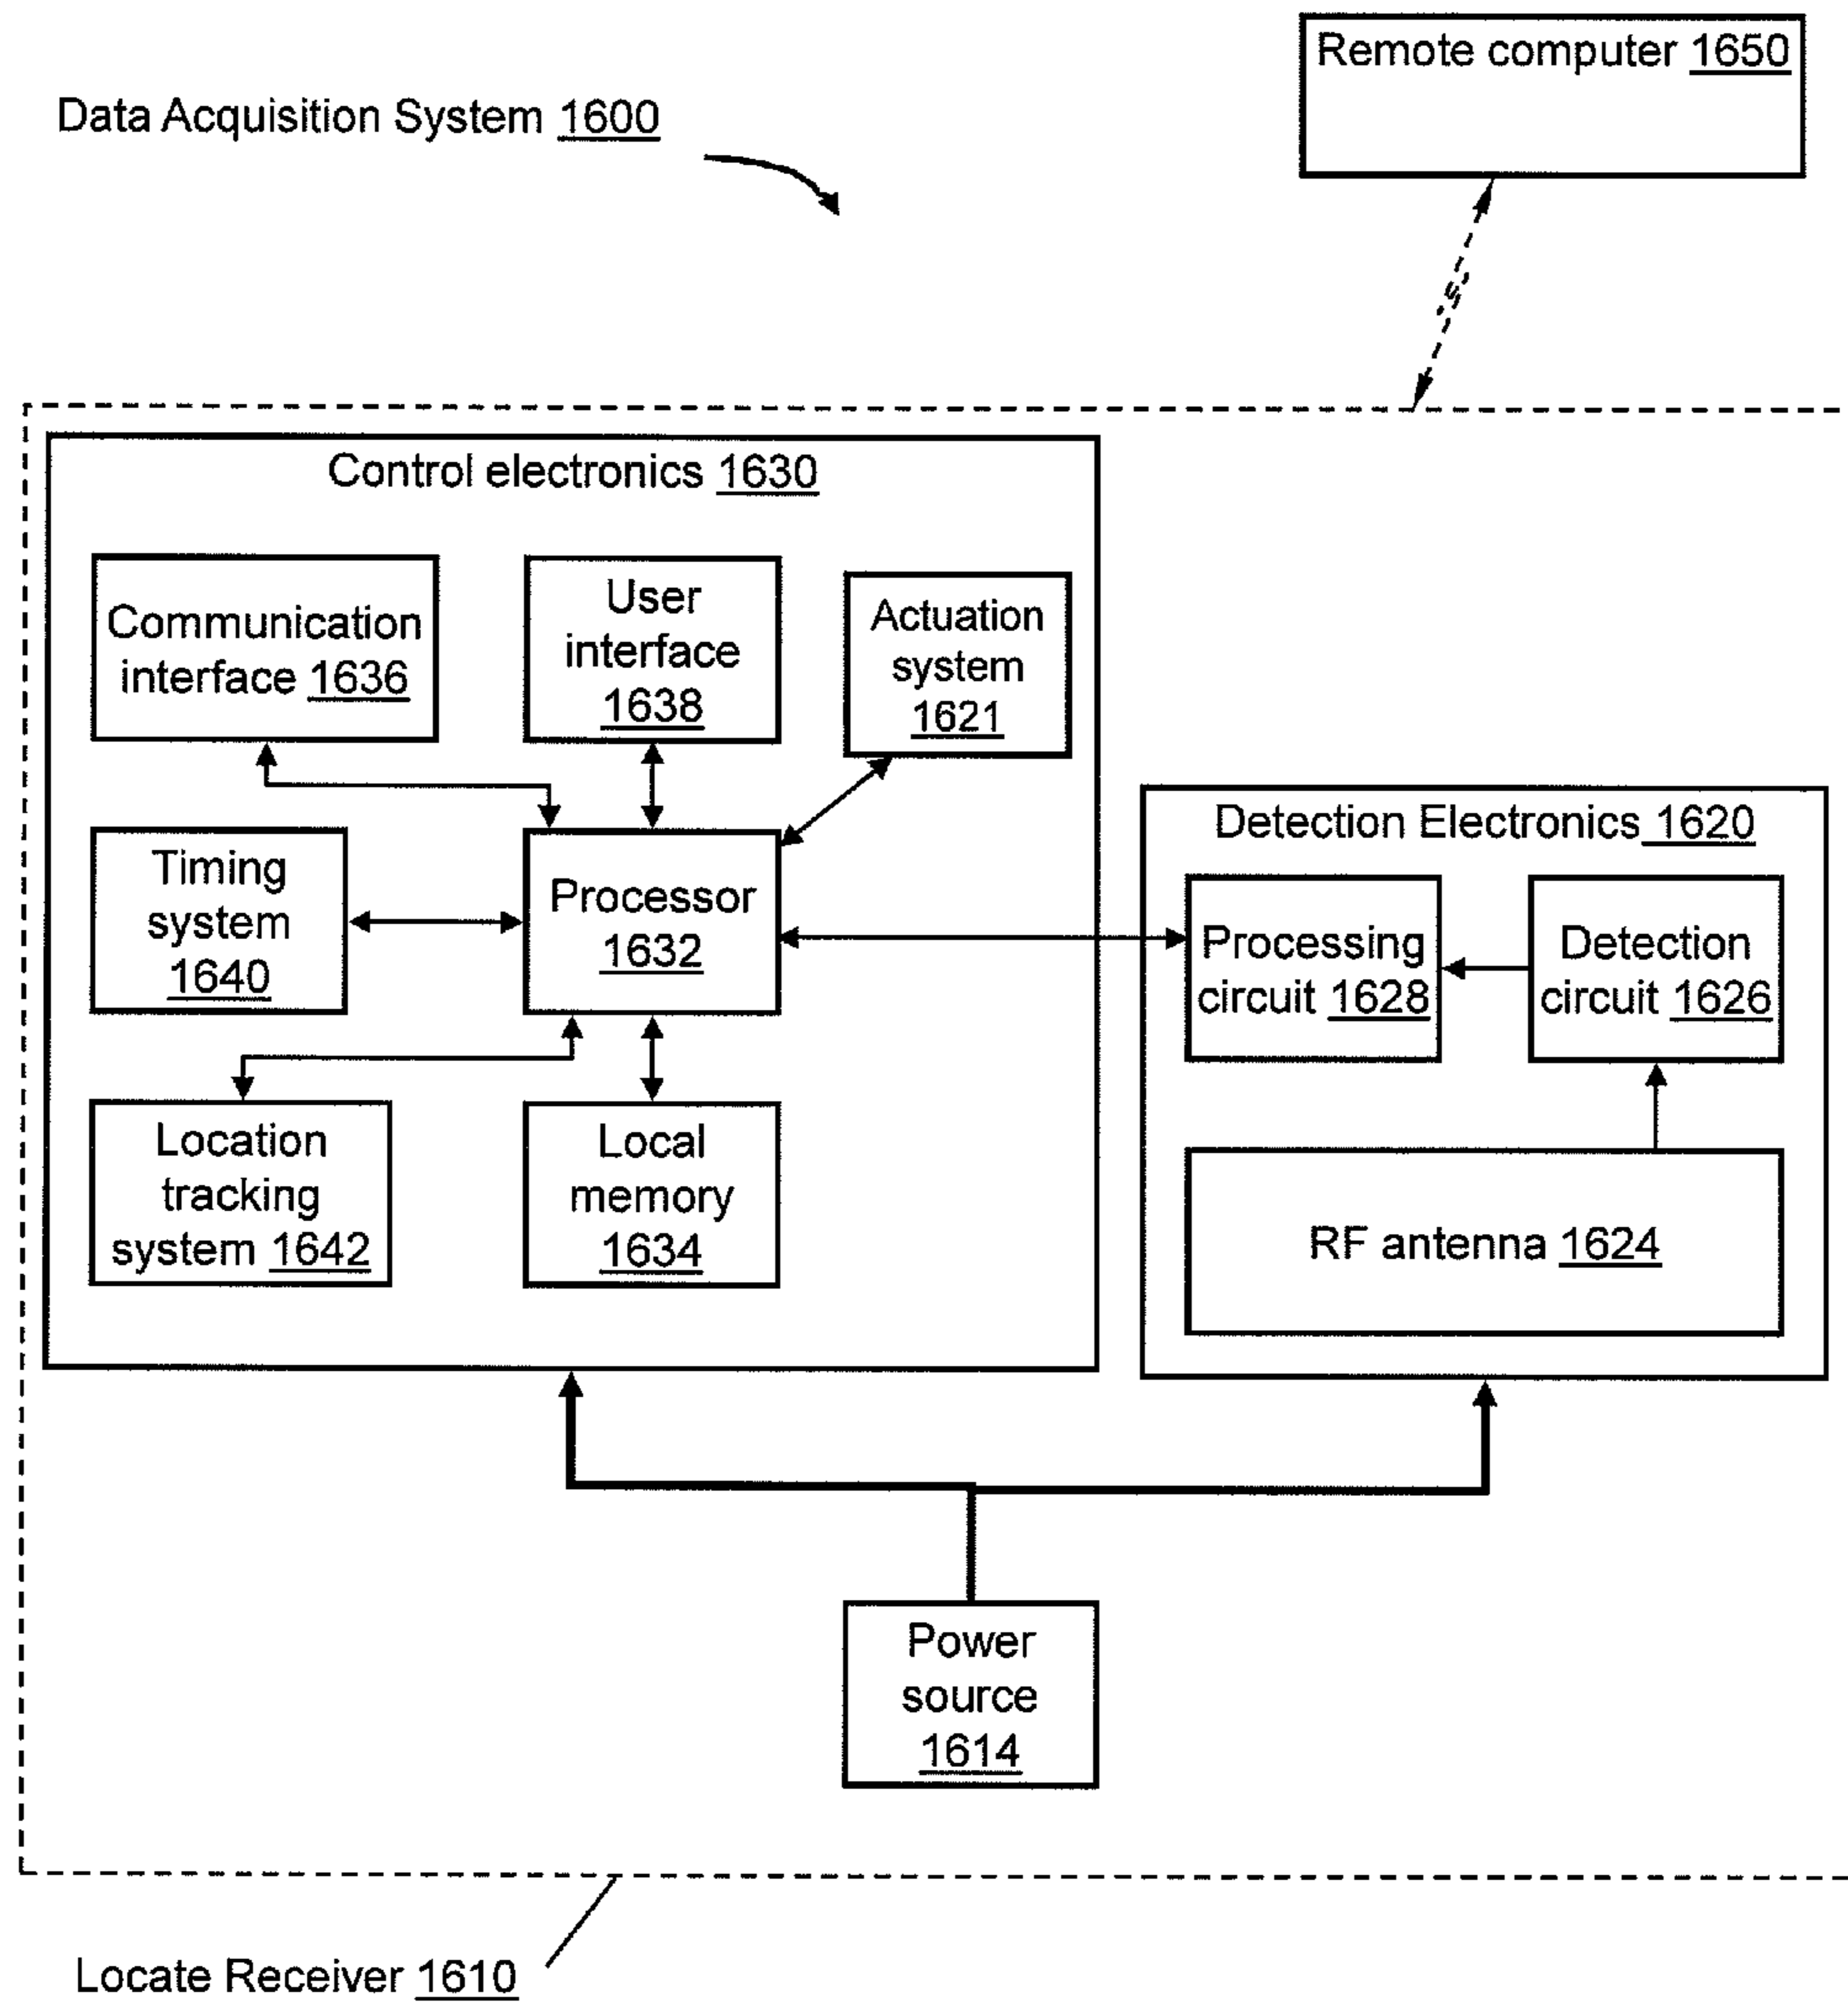 Remote computer 1650
Data Acquisition System 1600
Control electronics 1630
Communication
interface 1636
User
interface
1638
Actuation
system
1621
Timing
system
1640
Processor
1632
Location
tracking
system 1642
Local
memory
1634
Detection Electronics 1620
Processing
circuit 1628
Detection
circuit 1626
RF antenna 1624
Power
source
1614
Locate Receiver 1610